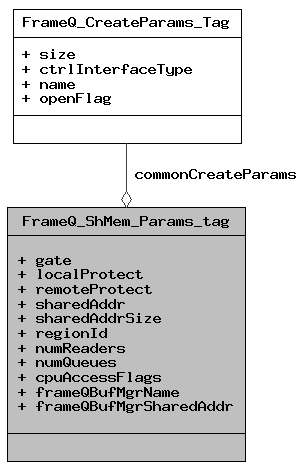 FrameQ_CreateParams_Tag
+ size
+ ctrlInterfaceType
+ name
+ openFlag
commonCreateParams
FrameQ_ShMem_Params_tag
+ gate
+ localProtect
+ remoteProtect
+ sharedAddr
+ sharedAddrSize
+ regionId
+ numReaders
+ numQueues
+ cpuAccessFlags
+ frameQBufMgrName
+ frameQBufMgrSharedAddr